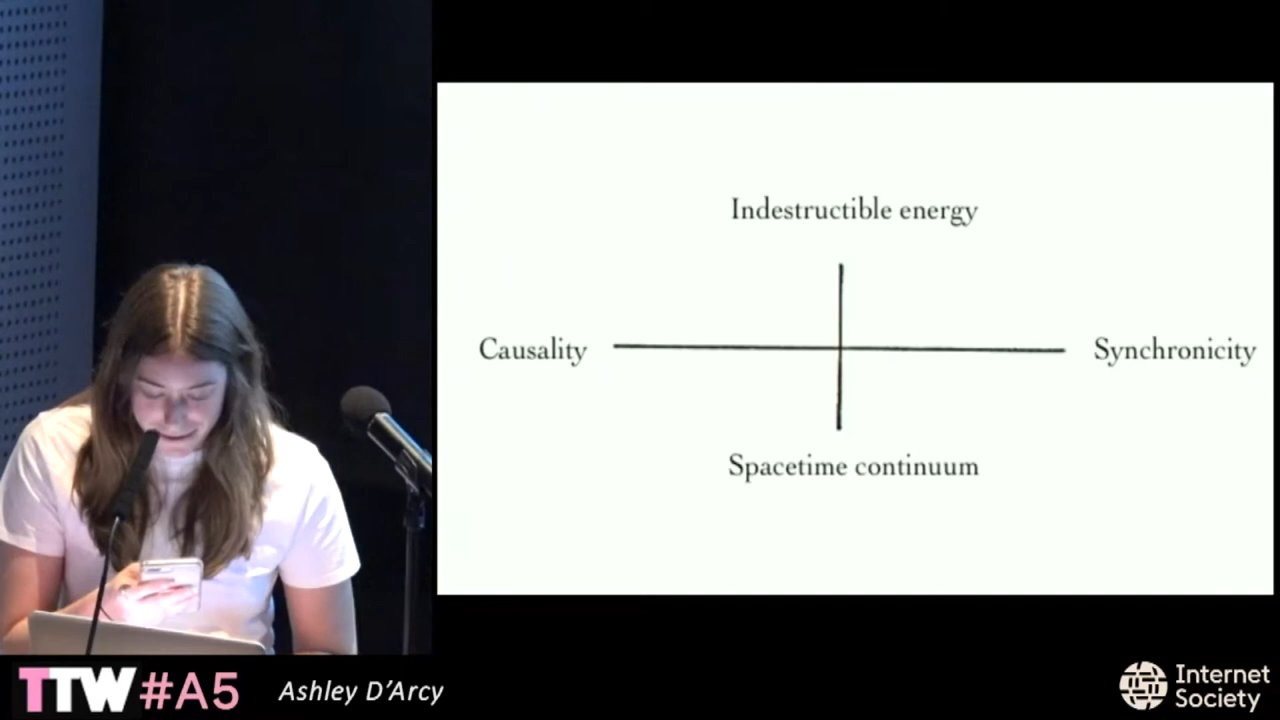 Indestructible energy
Causality
Synchronicity
Spacetime continuum
TTW#A5
Ashley D'Arcy
Internet
Society